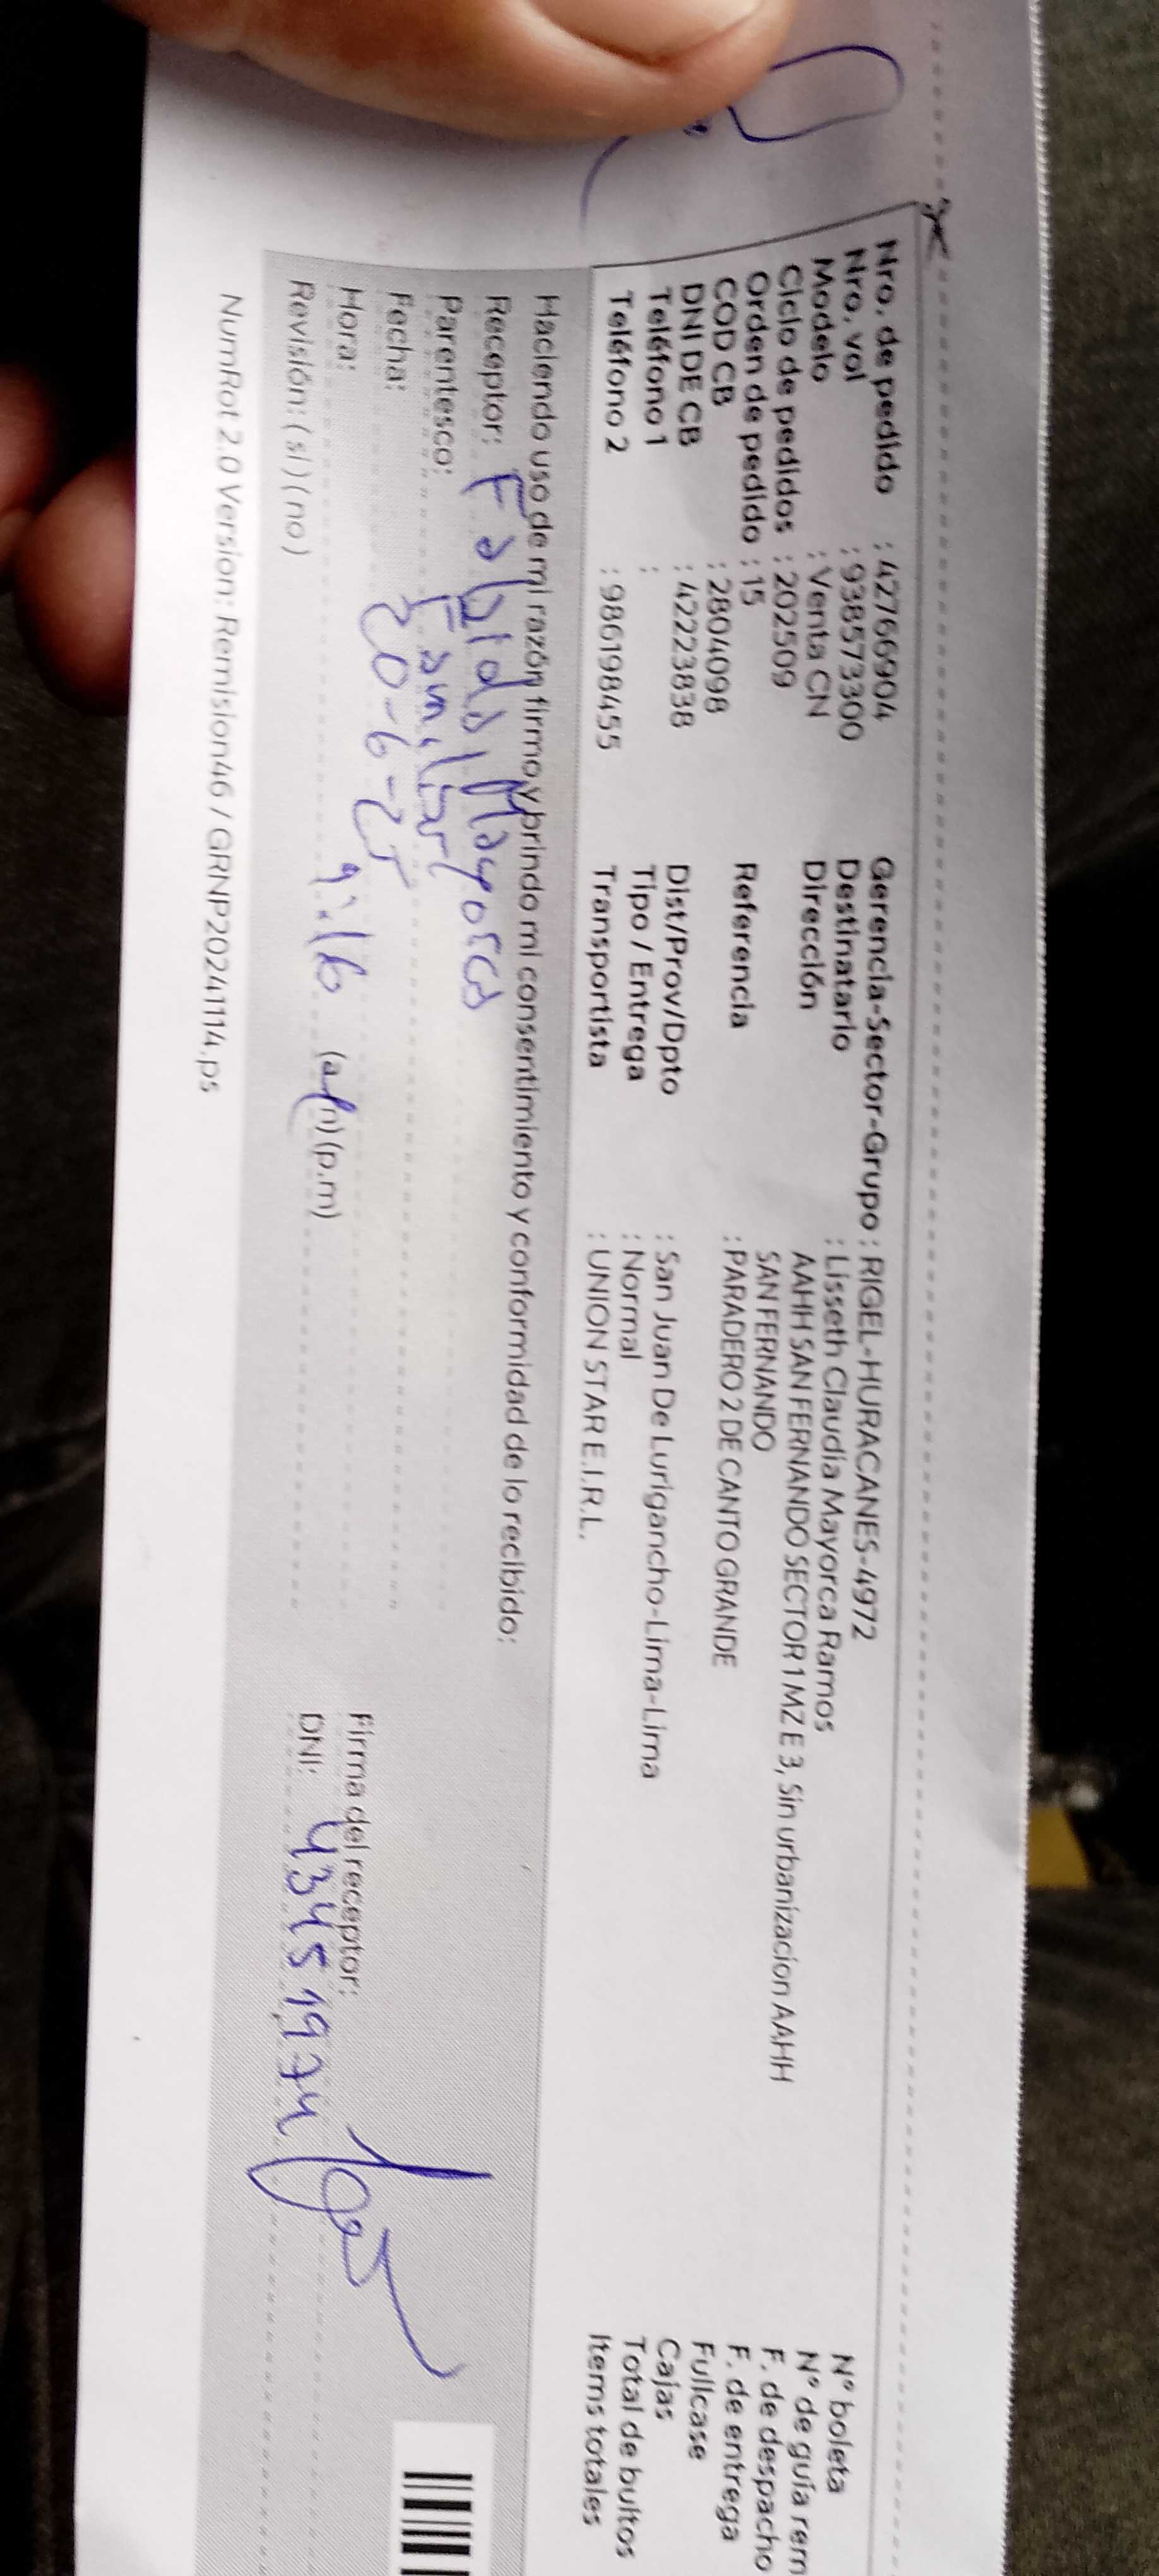 Nro. de pedido : 42766904
Nro. vol : 938573300
Modelo : Venta CN
Ciclo de pedidos : 202509
Orden de pedido : 15
COD CB : 2804098
DNI DE CB : 42223838
Teléfono 1 :
Teléfono 2 : 986198455
Gerencia-Sector-Grupo : RIGEL-HURACANES-4972
Destinatario : Lisseth Claudia Mayorca Ramos
Dirección AAHH SAN FERNANDO SECTOR 1 MZ E 3, Sin urbanizacion AAHH
SAN FERNANDO
Referencia : PARADERO 2 DE CANTO GRANDE
Dist/Prov/Dpto : San Juan De Lurigancho-Lima-Lima
Tipo / Entrega : Normal
Transportista : UNION STAR E.I.R.L.
N° boleta
N° de guía rem
F. de despacho
F. de entrega
Fullcase
Cajas
Total de bultos
Items totales
Haciendo uso de mi razón firmo y brindo mi consentimiento y conformidad de lo recibido:
Receptor: Mayorca
Parentesco: Familiar
Fecha: 20-6-25
Hora: 9:16 (a.m) (p.m)
Revisión: (si) (no)
Firma del receptor:
DNI: 43451974
NumRot 2.0 Version: Remision46 / GRNP20241114.ps